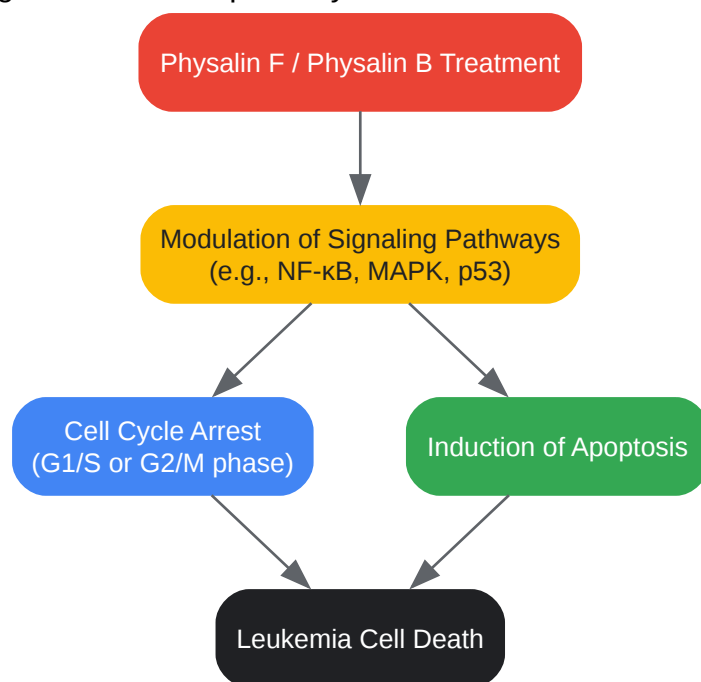 Physalin F / Physalin B Treatment
Modulation of Signaling Pathways
(e.g., NF-κB, MAPK, p53)
Cell Cycle Arrest
(G1/S or G2/M phase)
Induction of Apoptosis
Leukemia Cell Death